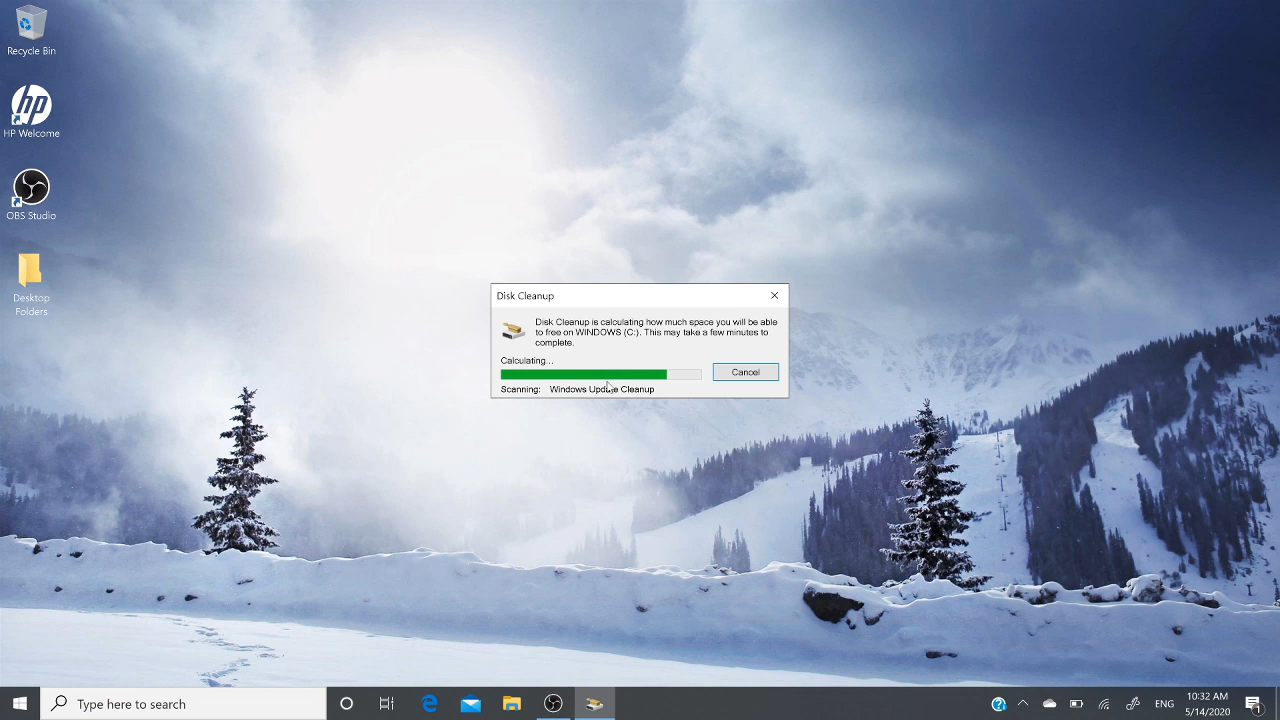 Recycle Bin
hp
HP Welcome
OBS Studio
Desktop
Folders
Disk Cleanup
Disk Cleanup is calculating how much space you will be able
to free on WINDOWS (C:). This may take a few minutes to
complete.
Calculating...
Cancel
Scanning: Windows Update Cleanup
Type here to search
ENG
10:32 AM
5/14/2020
1